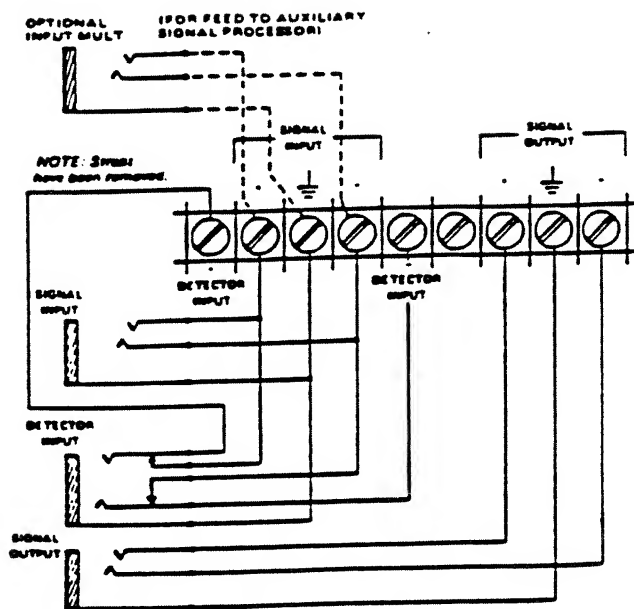 OPTIONAL
INPUT MULT
(FOR FEED TO AUXILIARY
SIGNAL PROCESSOR)
SIGNAL
INPUT
SIGNAL
OUTPUT
NOTE: Straps
have been removed.
DETECTOR
INPUT
DETECTOR
INPUT
SIGNAL
INPUT
DETECTOR
INPUT
SIGNAL
OUTPUT